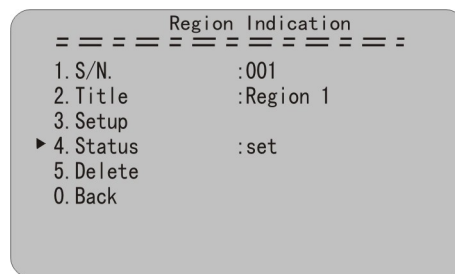 Region Indication
1. S/N. :001
2. Title :Region 1
3. Setup
4. Status :set
5. Delete
0. Back